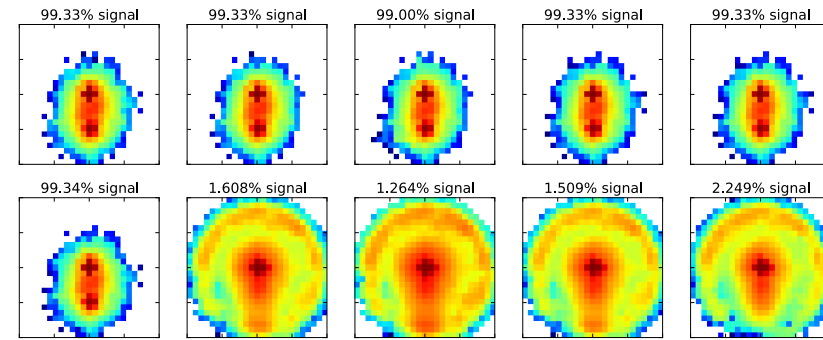 99.33% signal
99.33% signal
99.00% signal
99.33% signal
99.33% signal
99.34% signal
1.608% signal
1.264% signal
1.509% signal
2.249% signal